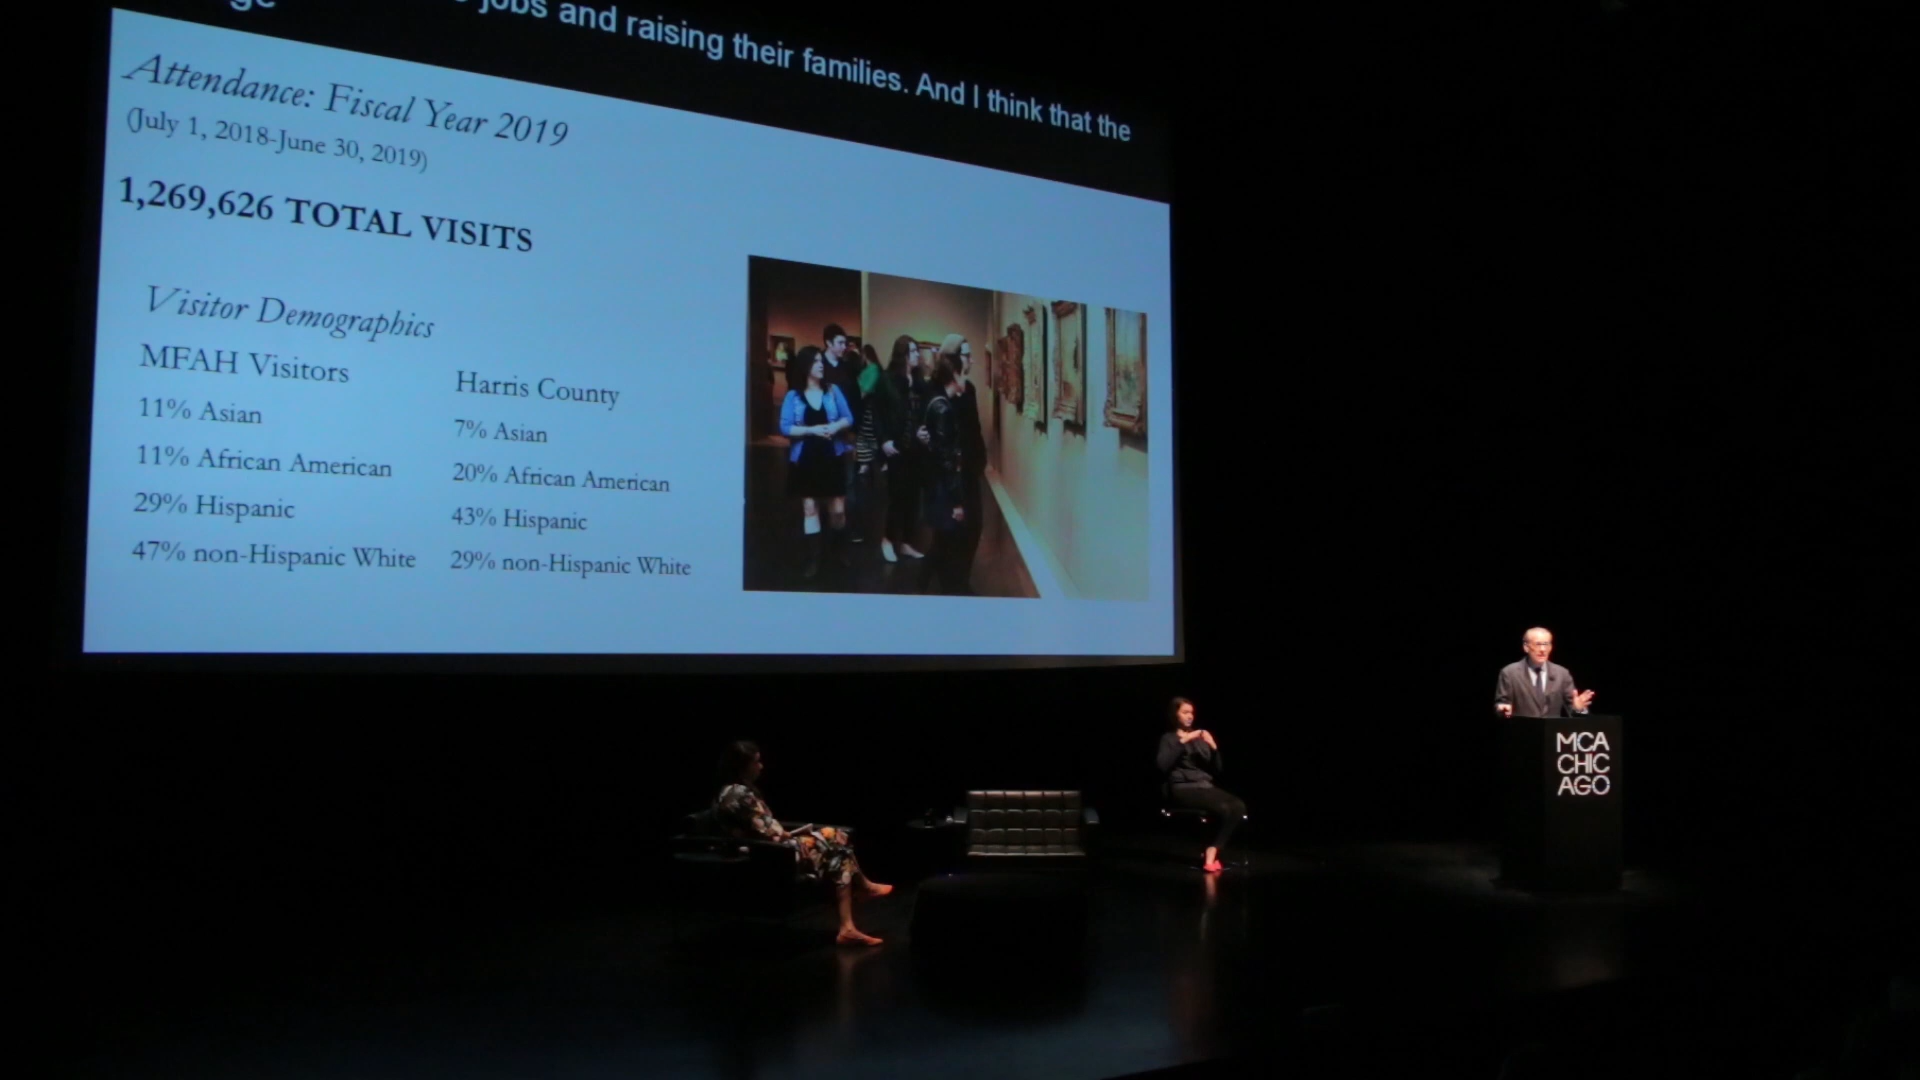 jobs and raising their families. And I think that the
Attendance: Fiscal Year 2019
(July 1, 2018-June 30, 2019)
1,269,626 TOTAL VISITS
Visitor Demographics
MFAH Visitors
11% Asian
11% African American
29% Hispanic
47% non-Hispanic White
Harris County
7% Asian
20% African American
43% Hispanic
29% non-Hispanic White
MCA
CHIC
AGO